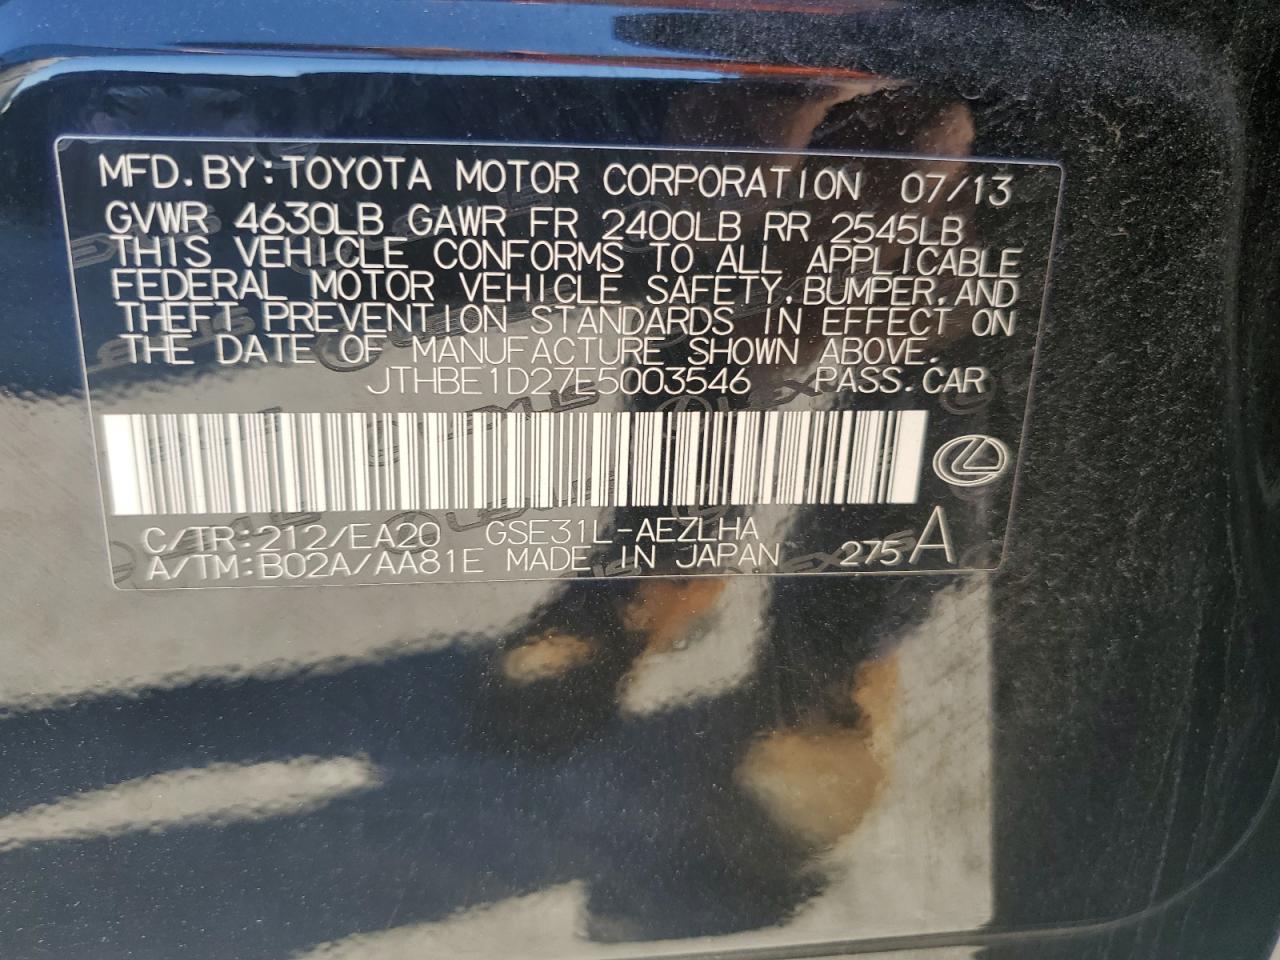 MFD.BY:TOYOTA MOTOR CORPORATION 07/13
GVWR 4630LB GAWR FR 2400LB RR 2545LB
THIS VEHICLE CONFORMS TO ALL APPLICABLE
FEDERAL MOTOR VEHICLE SAFETY,BUMPER,AND
THEFT PREVENTION STANDARDS IN EFFECT ON
THE DATE OF MANUFACTURE SHOWN ABOVE.
JTHBE1D27E5003546 PASS.CAR
C/TR:212/EA20 GSE31L-AEZLHA
A/TM:B02A/AA81E MADE IN JAPAN 275A